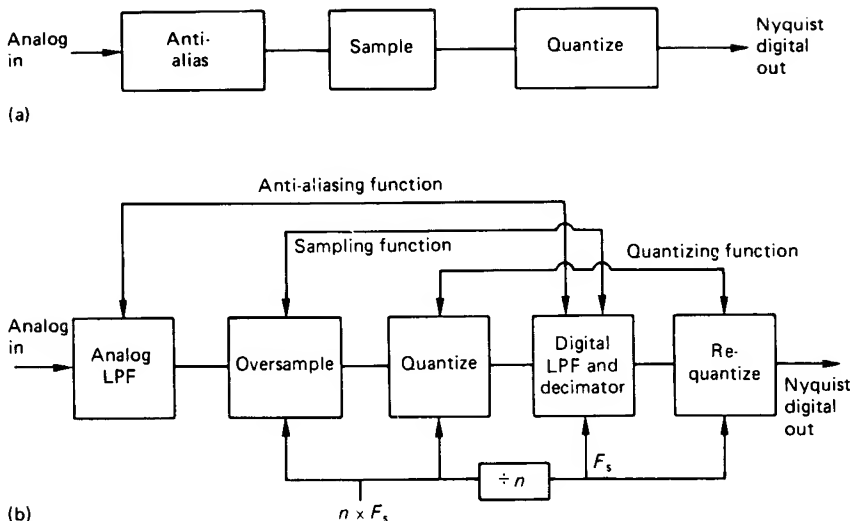 Analog
in
Anti-
alias
Sample
Quantize
Nyquist
digital
out
(a)
Anti-aliasing function
Sampling function
Quantizing function
Analog
in
Analog
LPF
Oversample
Quantize
Digital
LPF and
decimator
Re-
quantize
Nyquist
digital
out
÷ n
Fs
n × Fs
(b)